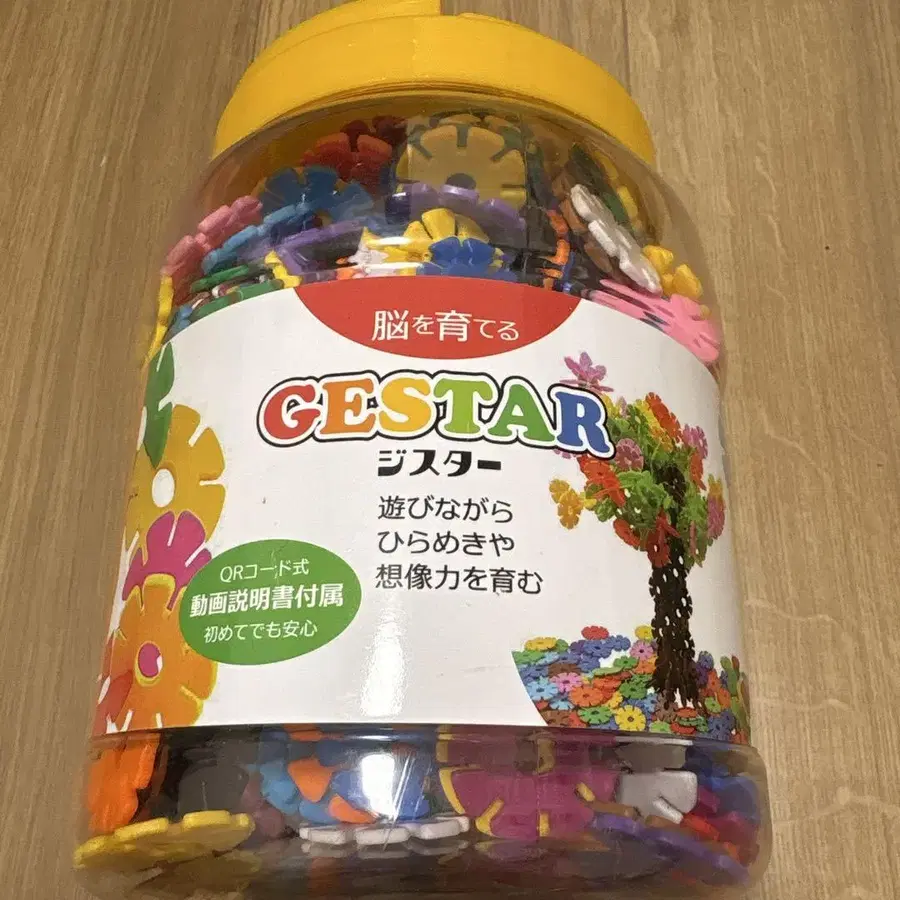 脳を育てる
GESTAR
ジスター
遊びながら
ひらめきや
想像力を育む
QRコード式
動画説明書付属
初めてでも安心